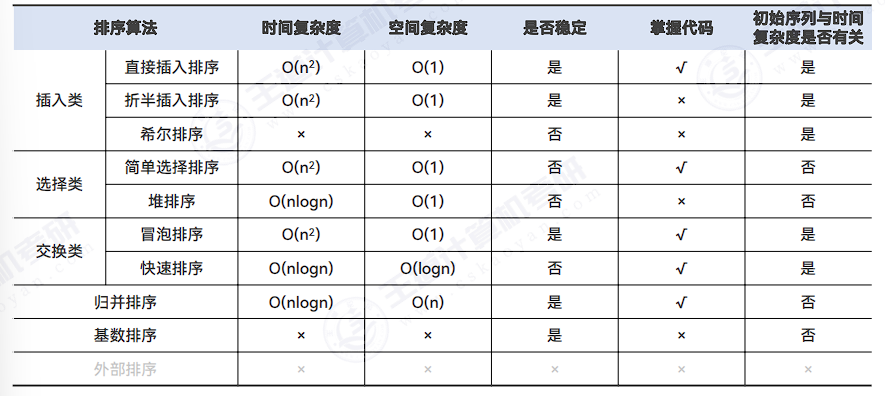 排序算法 时间复杂度 空间复杂度 是否稳定 掌握代码 初始序列与时间
复杂度是否有关
插入类
直接插入排序 O(n²) O(1) 是 √ 是
折半插入排序 O(n²) O(1) 是 × 是
希尔排序 × × 否 × 是
选择类
简单选择排序 O(n²) O(1) 否 √ 否
堆排序 O(nlogn) O(1) 否 × 否
交换类
冒泡排序 O(n²) O(1) 是 √ 是
快速排序 O(nlogn) O(logn) 否 √ 是
归并排序 O(nlogn) O(n) 是 √ 否
基数排序 × × 是 × 否
外部排序 × × × × ×
王道计算机考研